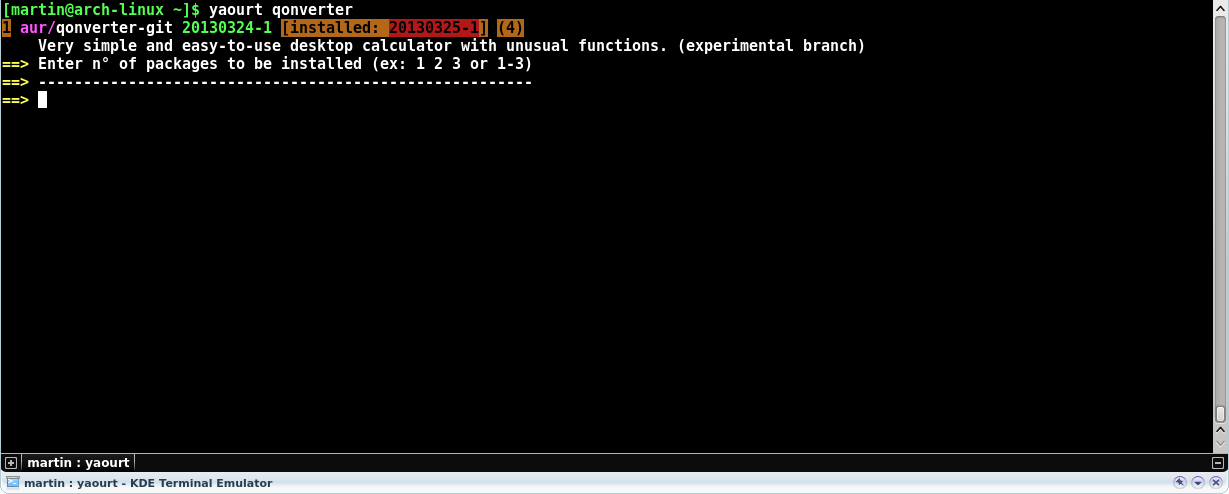 [martin@arch-linux ~]$ yaourt qonverter
1 aur/qonverter-git 20130324-1 [installed: 20130325-1] (4)
    Very simple and easy-to-use desktop calculator with unusual functions. (experimental branch)
==> Enter n° of packages to be installed (ex: 1 2 3 or 1-3)
==> -------------------------------------------------------
==>
martin : yaourt
martin : yaourt - KDE Terminal Emulator